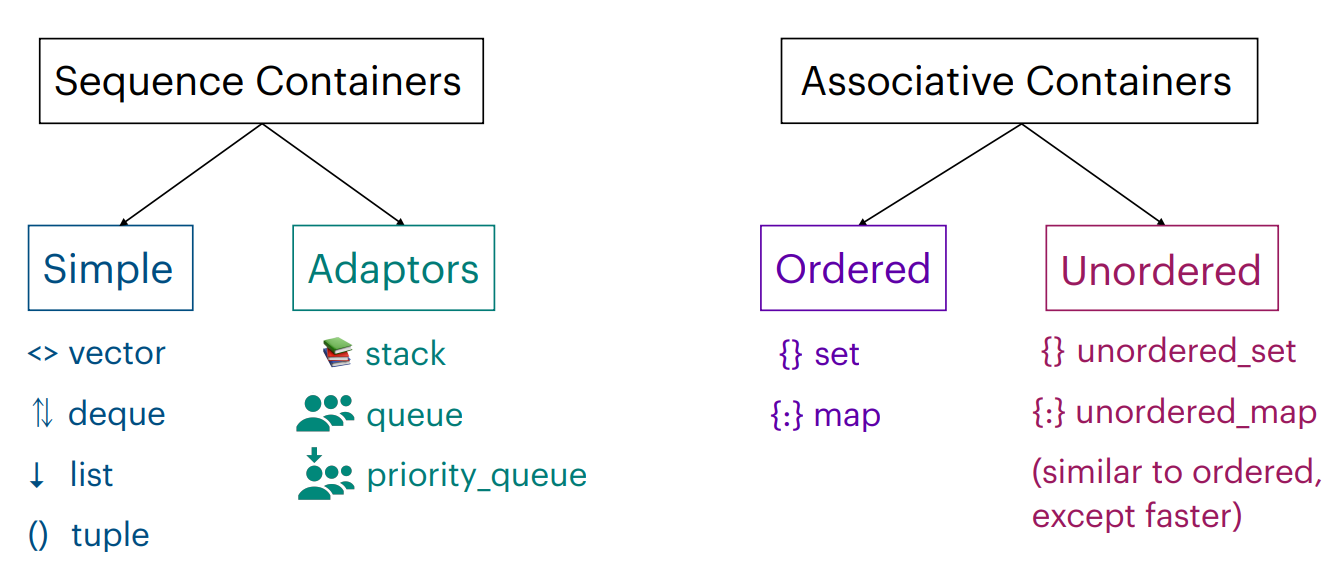 Sequence Containers
Simple
<> vector
deque
list
() tuple
Adaptors
stack
queue
priority_queue
Associative Containers
Ordered
{} set
{:} map
Unordered
{} unordered_set
{:} unordered_map
(similar to ordered,
except faster)